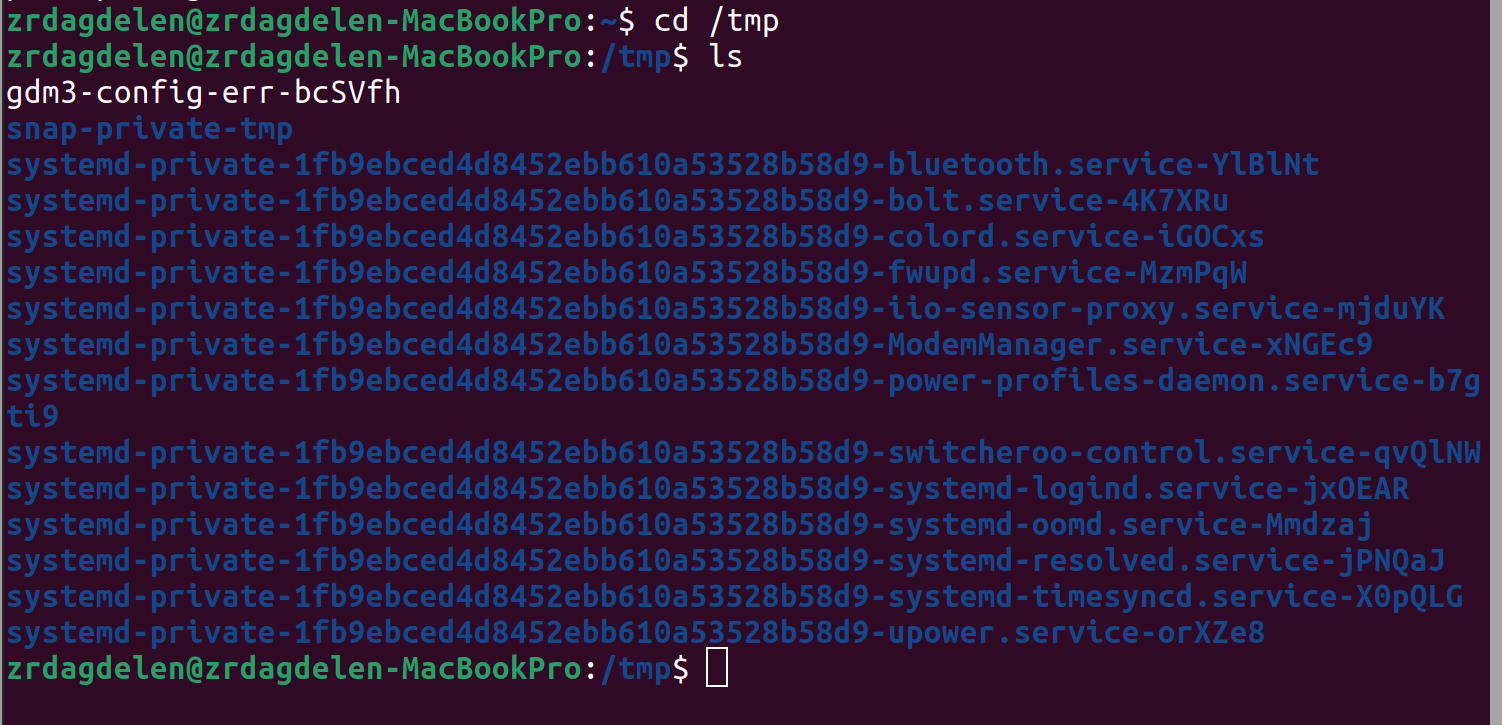 zrdagdelen@zrdagdelen-MacBookPro:~$ cd /tmp
zrdagdelen@zrdagdelen-MacBookPro:/tmp$ ls
gdm3-config-err-bcSVfh
snap-private-tmp
systemd-private-1fb9ebced4d8452ebb610a53528b58d9-bluetooth.service-YlBlNt
systemd-private-1fb9ebced4d8452ebb610a53528b58d9-bolt.service-4K7XRu
systemd-private-1fb9ebced4d8452ebb610a53528b58d9-colord.service-iGOCxs
systemd-private-1fb9ebced4d8452ebb610a53528b58d9-fwupd.service-MzmPqW
systemd-private-1fb9ebced4d8452ebb610a53528b58d9-iio-sensor-proxy.service-mjduYK
systemd-private-1fb9ebced4d8452ebb610a53528b58d9-ModemManager.service-xNGEc9
systemd-private-1fb9ebced4d8452ebb610a53528b58d9-power-profiles-daemon.service-b7g
ti9
systemd-private-1fb9ebced4d8452ebb610a53528b58d9-switcheroo-control.service-qvQlNW
systemd-private-1fb9ebced4d8452ebb610a53528b58d9-systemd-logind.service-jxOEAR
systemd-private-1fb9ebced4d8452ebb610a53528b58d9-systemd-oomd.service-Mmdzaj
systemd-private-1fb9ebced4d8452ebb610a53528b58d9-systemd-resolved.service-jPNQaJ
systemd-private-1fb9ebced4d8452ebb610a53528b58d9-systemd-timesyncd.service-X0pQLG
systemd-private-1fb9ebced4d8452ebb610a53528b58d9-upower.service-orXZe8
zrdagdelen@zrdagdelen-MacBookPro:/tmp$